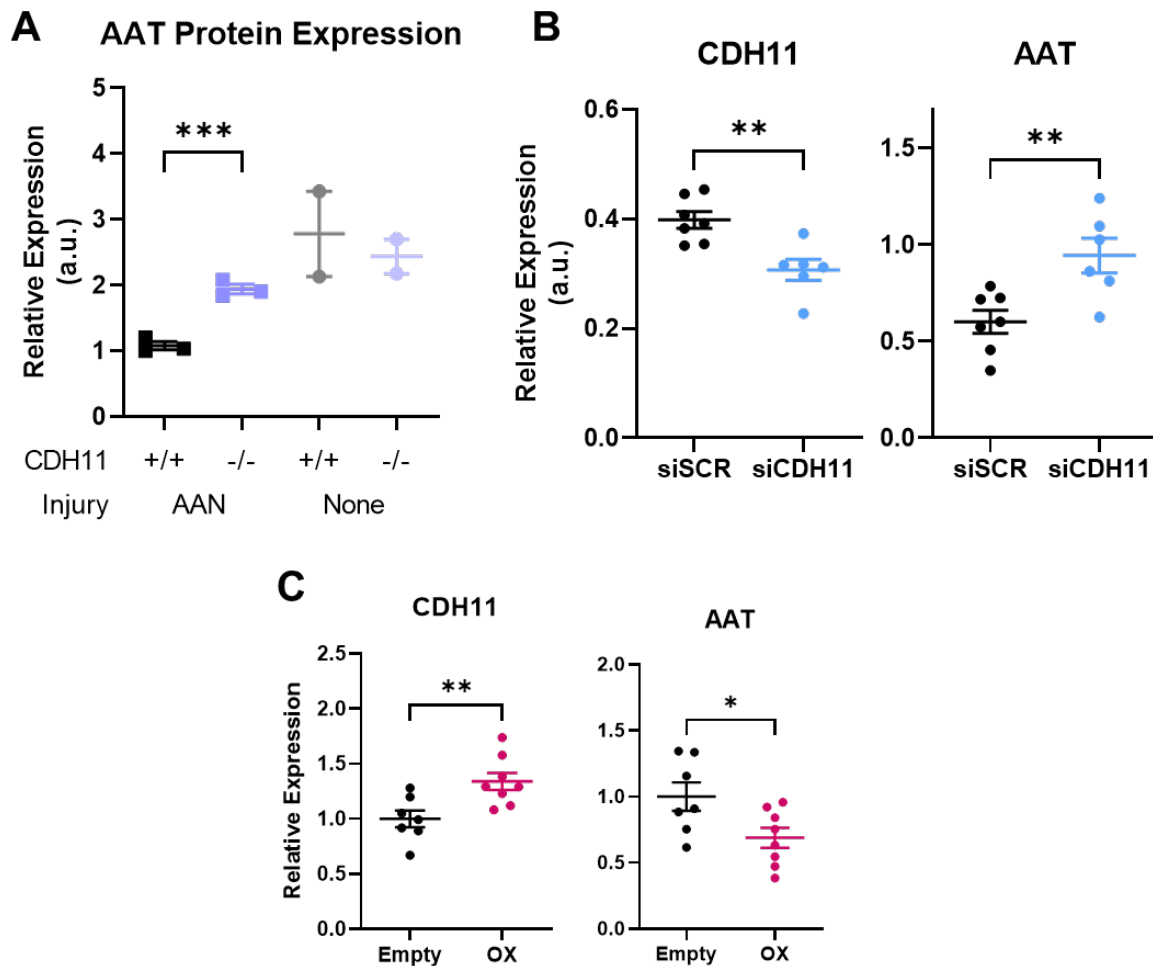 A
AAT Protein Expression
Relative Expression
(a.u.)
5
4
3
2
1
0
***
CDH11 +/+ -/- +/+ -/-
Injury AAN None
B
CDH11
Relative Expression
(a.u.)
0.6
0.4
0.2
0.0
**
siSCR siCDH11
AAT
1.5
1.0
0.5
0.0
**
siSCR siCDH11
C
CDH11
Relative Expression
2.5
2.0
1.5
1.0
0.5
0.0
**
Empty OX
AAT
2.0
1.5
1.0
0.5
0.0
*
Empty OX